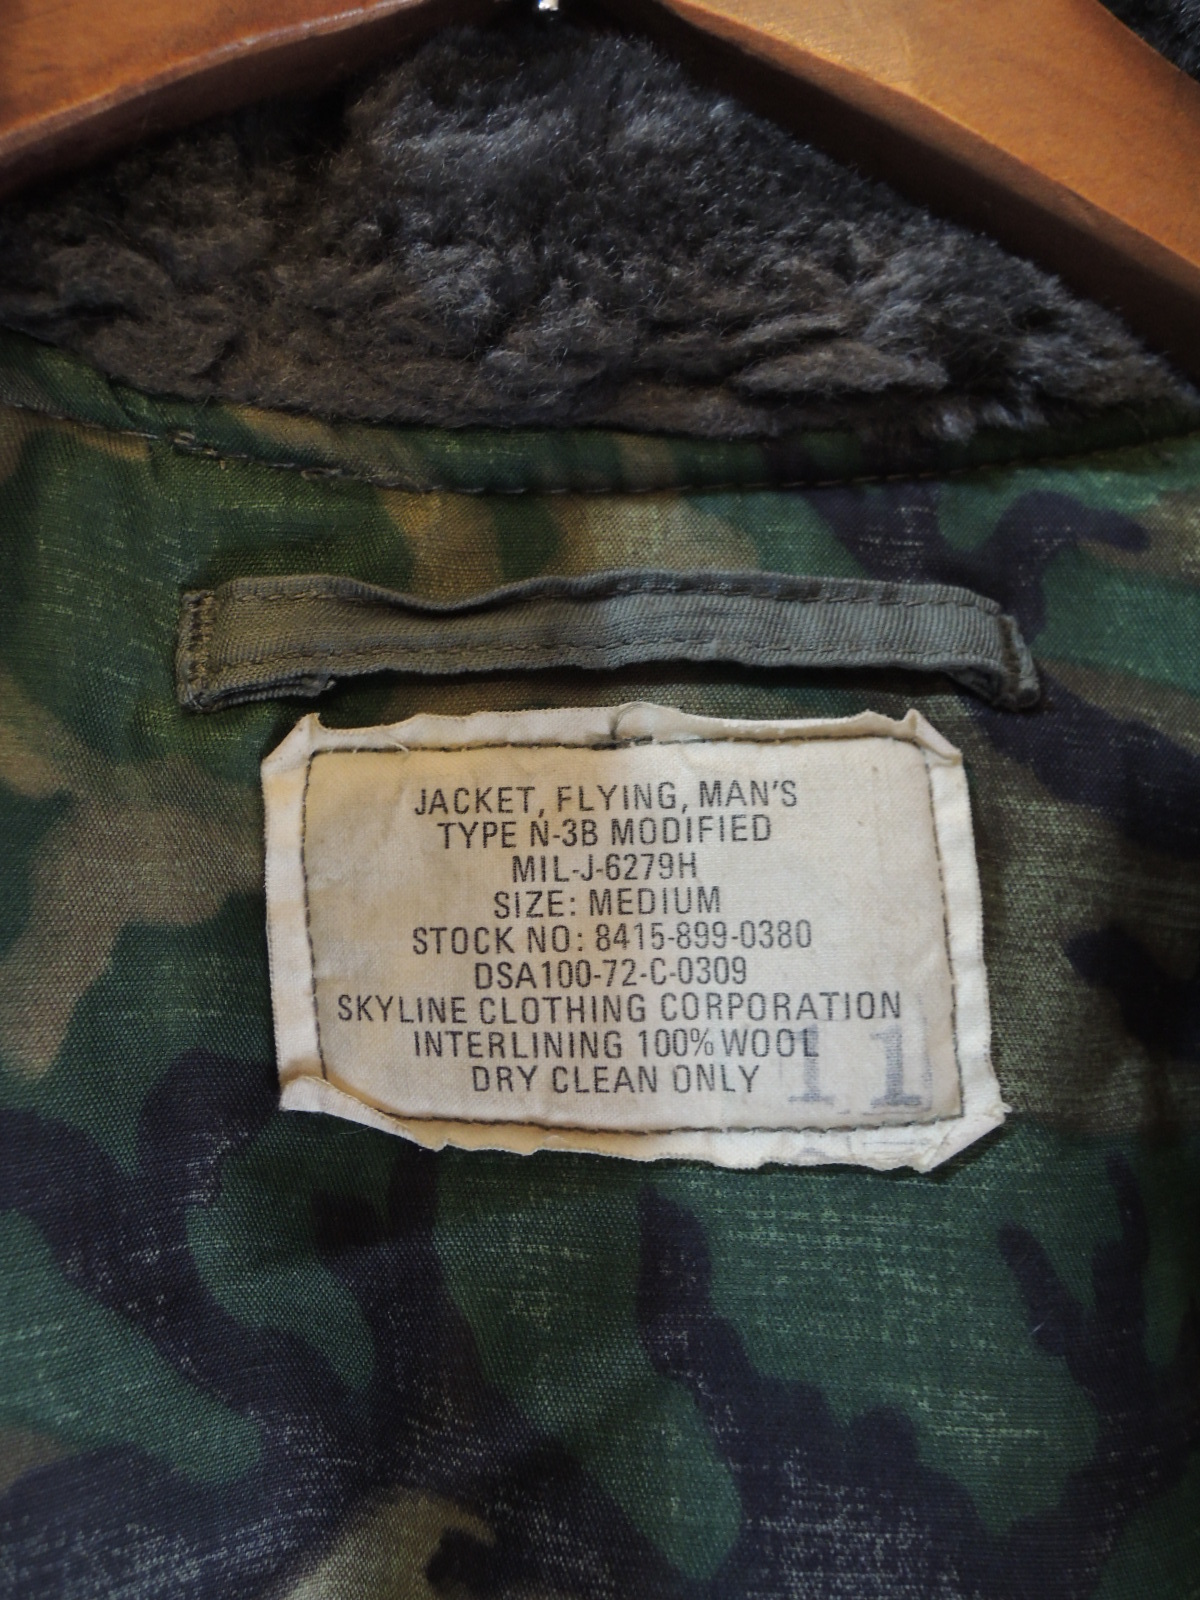 JACKET, FLYING, MAN'S
TYPE N-3B MODIFIED
MIL-J-6279H
SIZE: MEDIUM
STOCK NO: 8415-899-0380
DSA100-72-C-0309
SKYLINE CLOTHING CORPORATION
INTERLINING 100% WOOL
DRY CLEAN ONLY
11